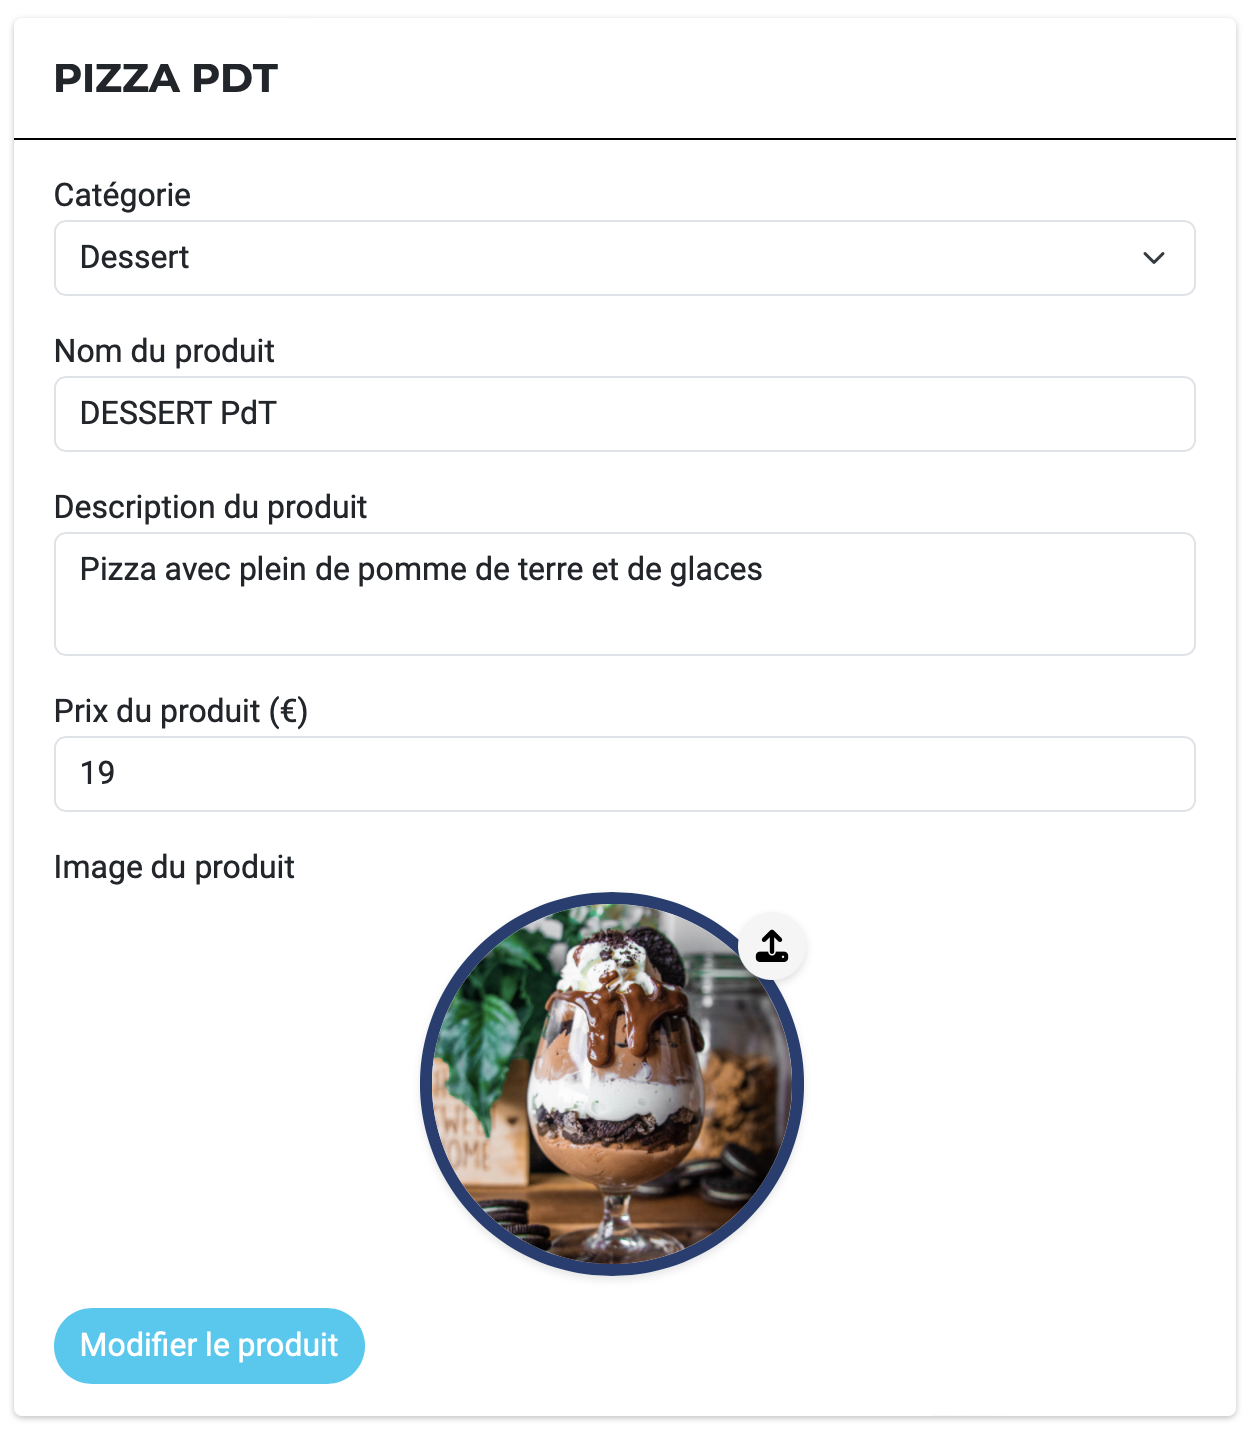 PIZZA PDT
Catégorie
Dessert
Nom du produit
DESSERT PdT
Description du produit
Pizza avec plein de pomme de terre et de glaces
Prix du produit (€)
19
Image du produit
Modifier le produit